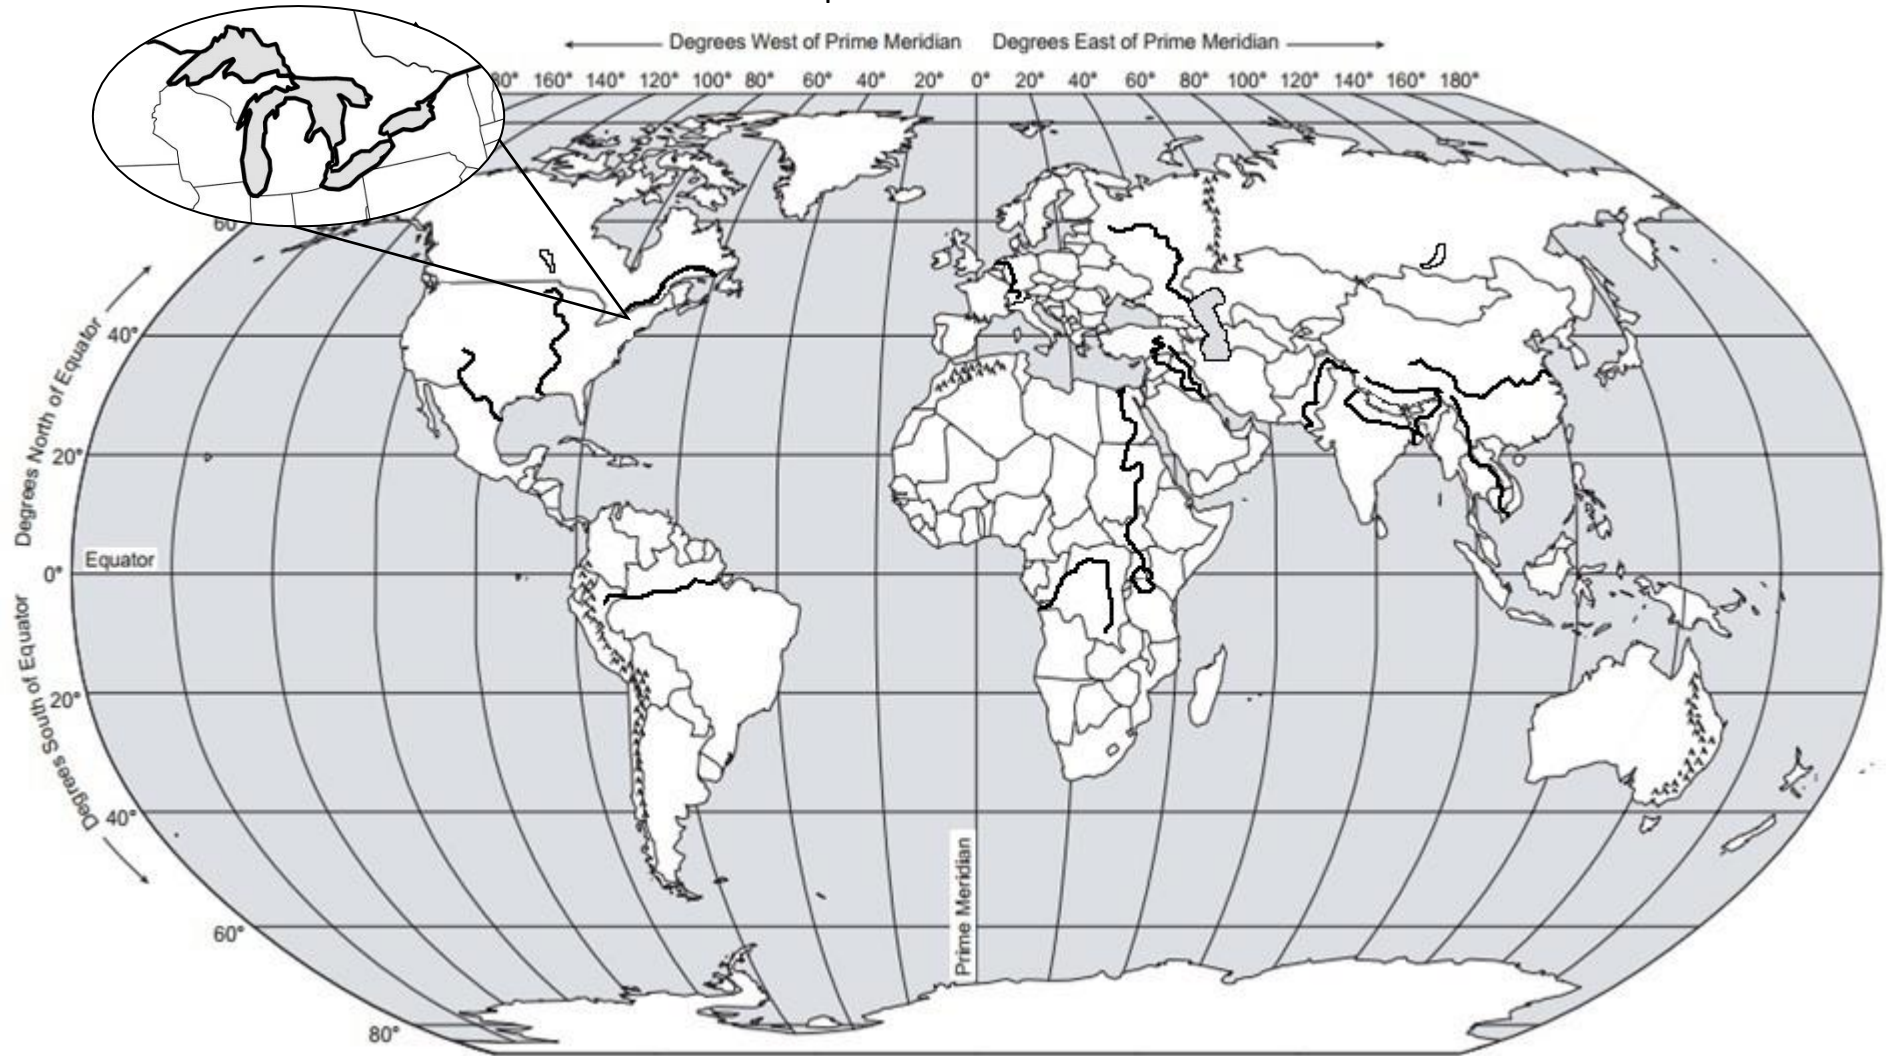 Degrees West of Prime Meridian Degrees East of Prime Meridian
80° 160° 140° 120° 100° 80° 60° 40° 20° 0° 20° 40° 60° 80° 100° 120° 140° 160° 180°
60
Degrees North of Equator
40°
20°
Equator
0°
Degrees South of Equator
20°
40°
Prime Meridian
60°
80°